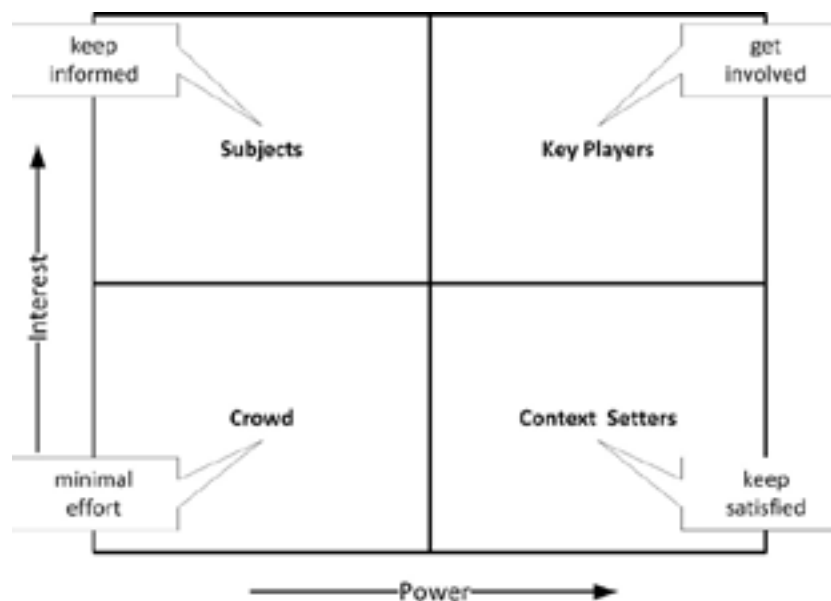 keep
informed
get
involved
Subjects
Key Players
Interest
Crowd
Context Setters
minimal
effort
keep
satisfied
Power